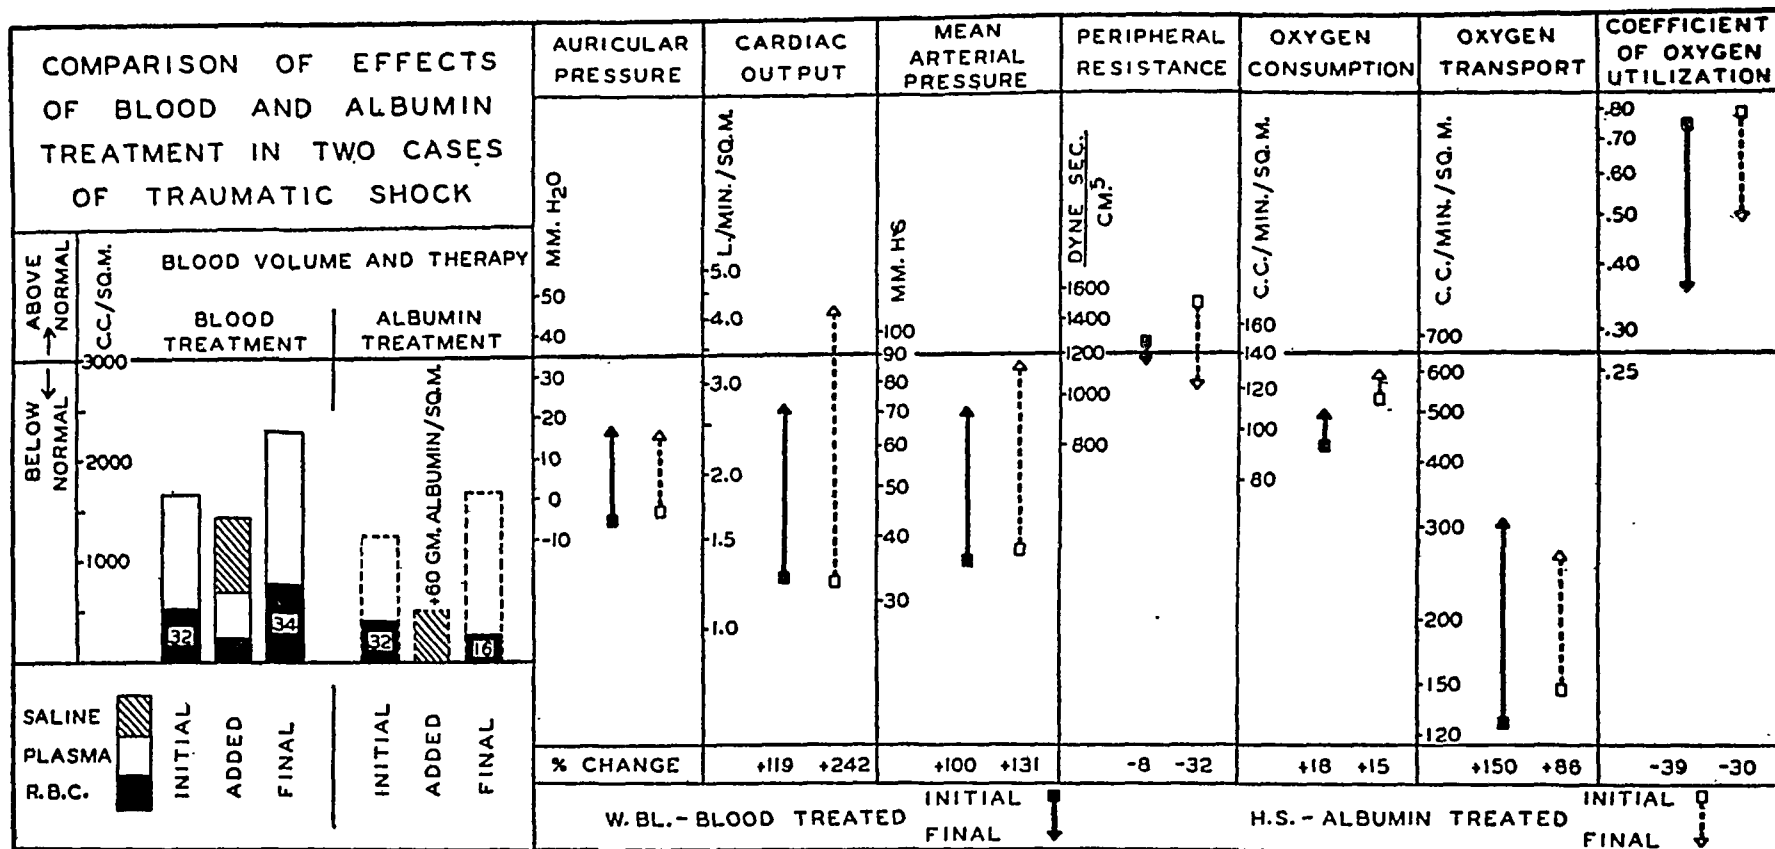 COMPARISON OF EFFECTS
OF BLOOD AND ALBUMIN
TREATMENT IN TWO CASES
OF TRAUMATIC SHOCK
ABOVE NORMAL
BELOW NORMAL
C.C./SQ.M.
BLOOD VOLUME AND THERAPY
BLOOD TREATMENT
ALBUMIN TREATMENT
3000
2000
1000
32
34
32
+60 GM. ALBUMIN/SQ.M.
16
SALINE
PLASMA
R.B.C.
INITIAL
ADDED
FINAL
INITIAL
ADDED
FINAL
AURICULAR
PRESSURE
MM. H2O
50
40
30
20
10
0
-10
% CHANGE
CARDIAC
OUTPUT
L./MIN./SQ.M.
5.0
4.0
3.0
2.0
1.5
1.0
+119 +242
MEAN
ARTERIAL
PRESSURE
MM. HG
100
90
80
70
60
50
40
30
+100 +131
PERIPHERAL
RESISTANCE
DYNE SEC.
CM.5
1600
1400
1200
1000
800
-8 -32
OXYGEN
CONSUMPTION
C.C./MIN./SQ.M.
160
140
120
100
80
+18 +15
OXYGEN
TRANSPORT
C.C./MIN./SQ.M.
700
600
500
400
300
200
150
120
+150 +86
COEFFICIENT
OF OXYGEN
UTILIZATION
.80
.70
.60
.50
.40
.30
.25
-39 -30
W. BL.- BLOOD TREATED
INITIAL
FINAL
H.S.- ALBUMIN TREATED
INITIAL
FINAL